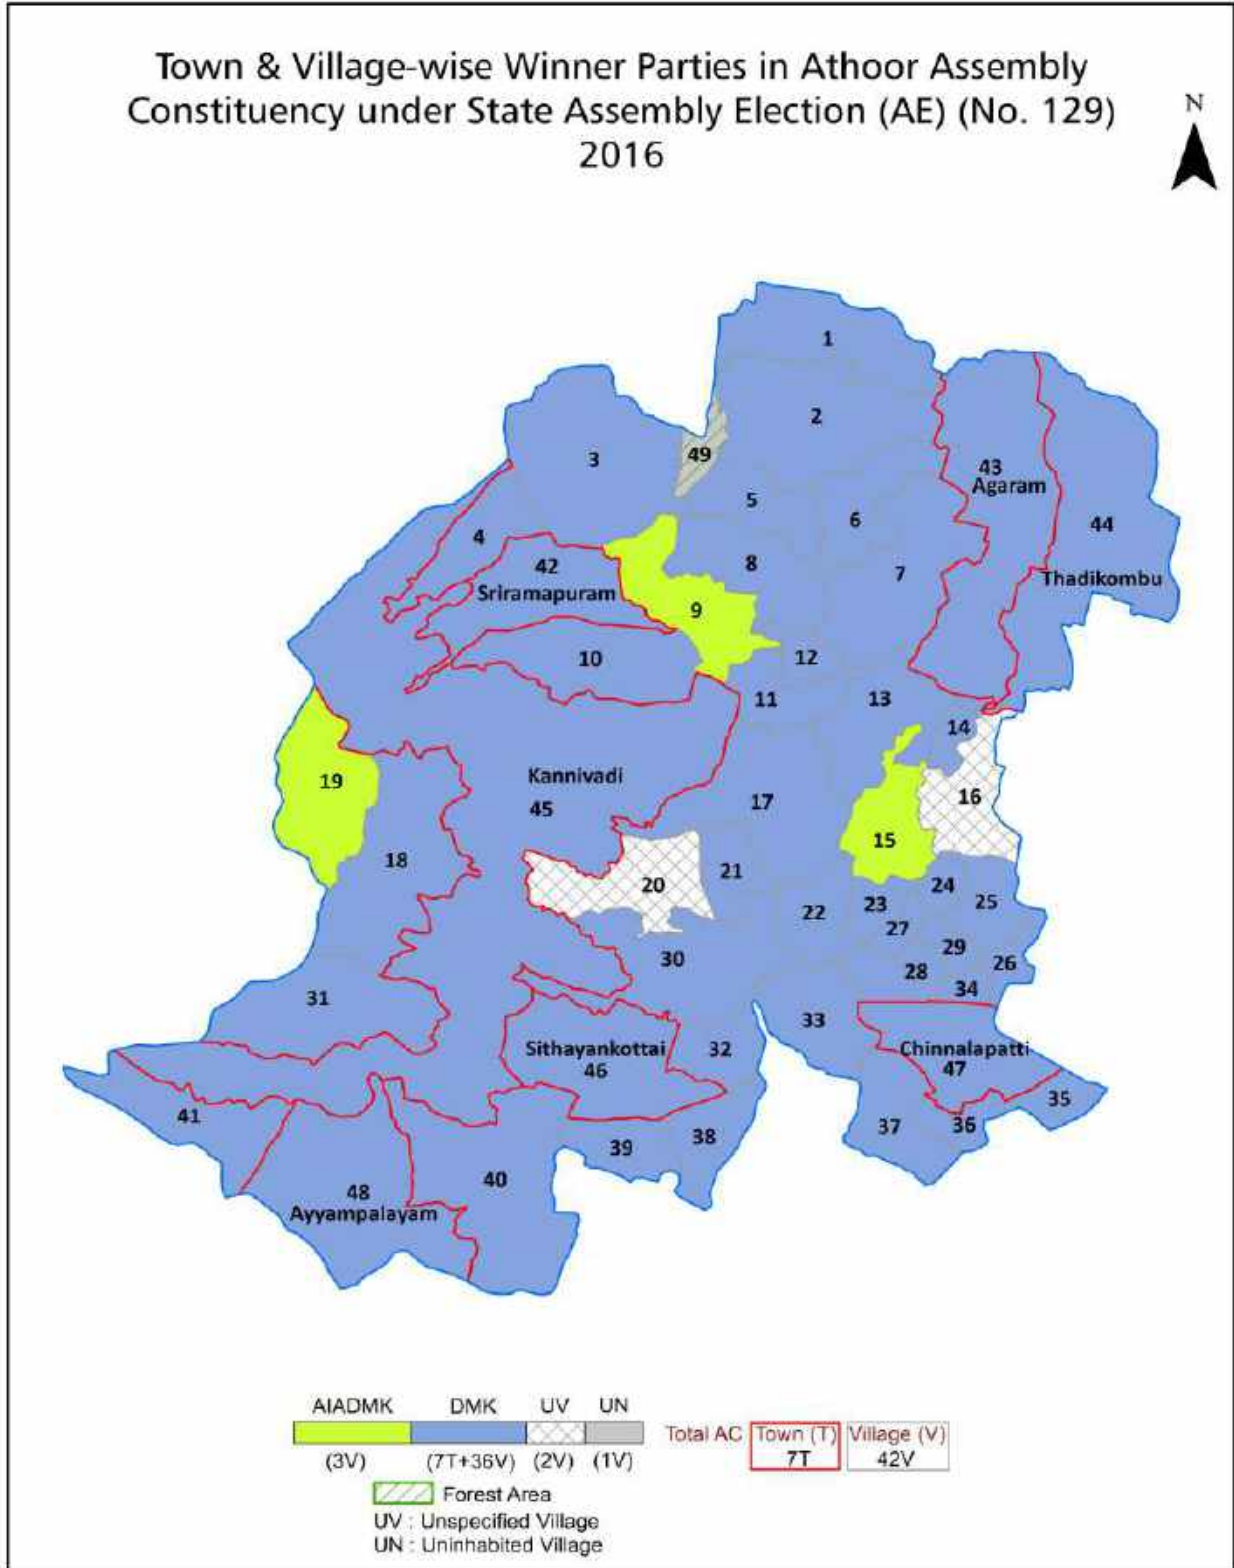 Town & Village-wise Winner Parties in Athoor Assembly
Constituency under State Assembly Election (AE) (No. 129)
2016
N
1
2
3
49
43
Agaram
5
6
44
4
8
7
42
Sriramapuram
Thadikombu
9
10
12
11
13
14
19
Kannivadi
45
17
16
15
18
21
20
24
22
23
25
27
29
30
28
26
34
31
33
Sithayankottai
46
32
Chinnalapatti
47
35
41
37
36
39
38
40
48
Ayyampalayam
AIADMK DMK UV UN
Total AC Town (T) Village (V)
7T 42V
(3V) (7T+36V) (2V) (1V)
Forest Area
UV : Unspecified Village
UN : Uninhabited Village